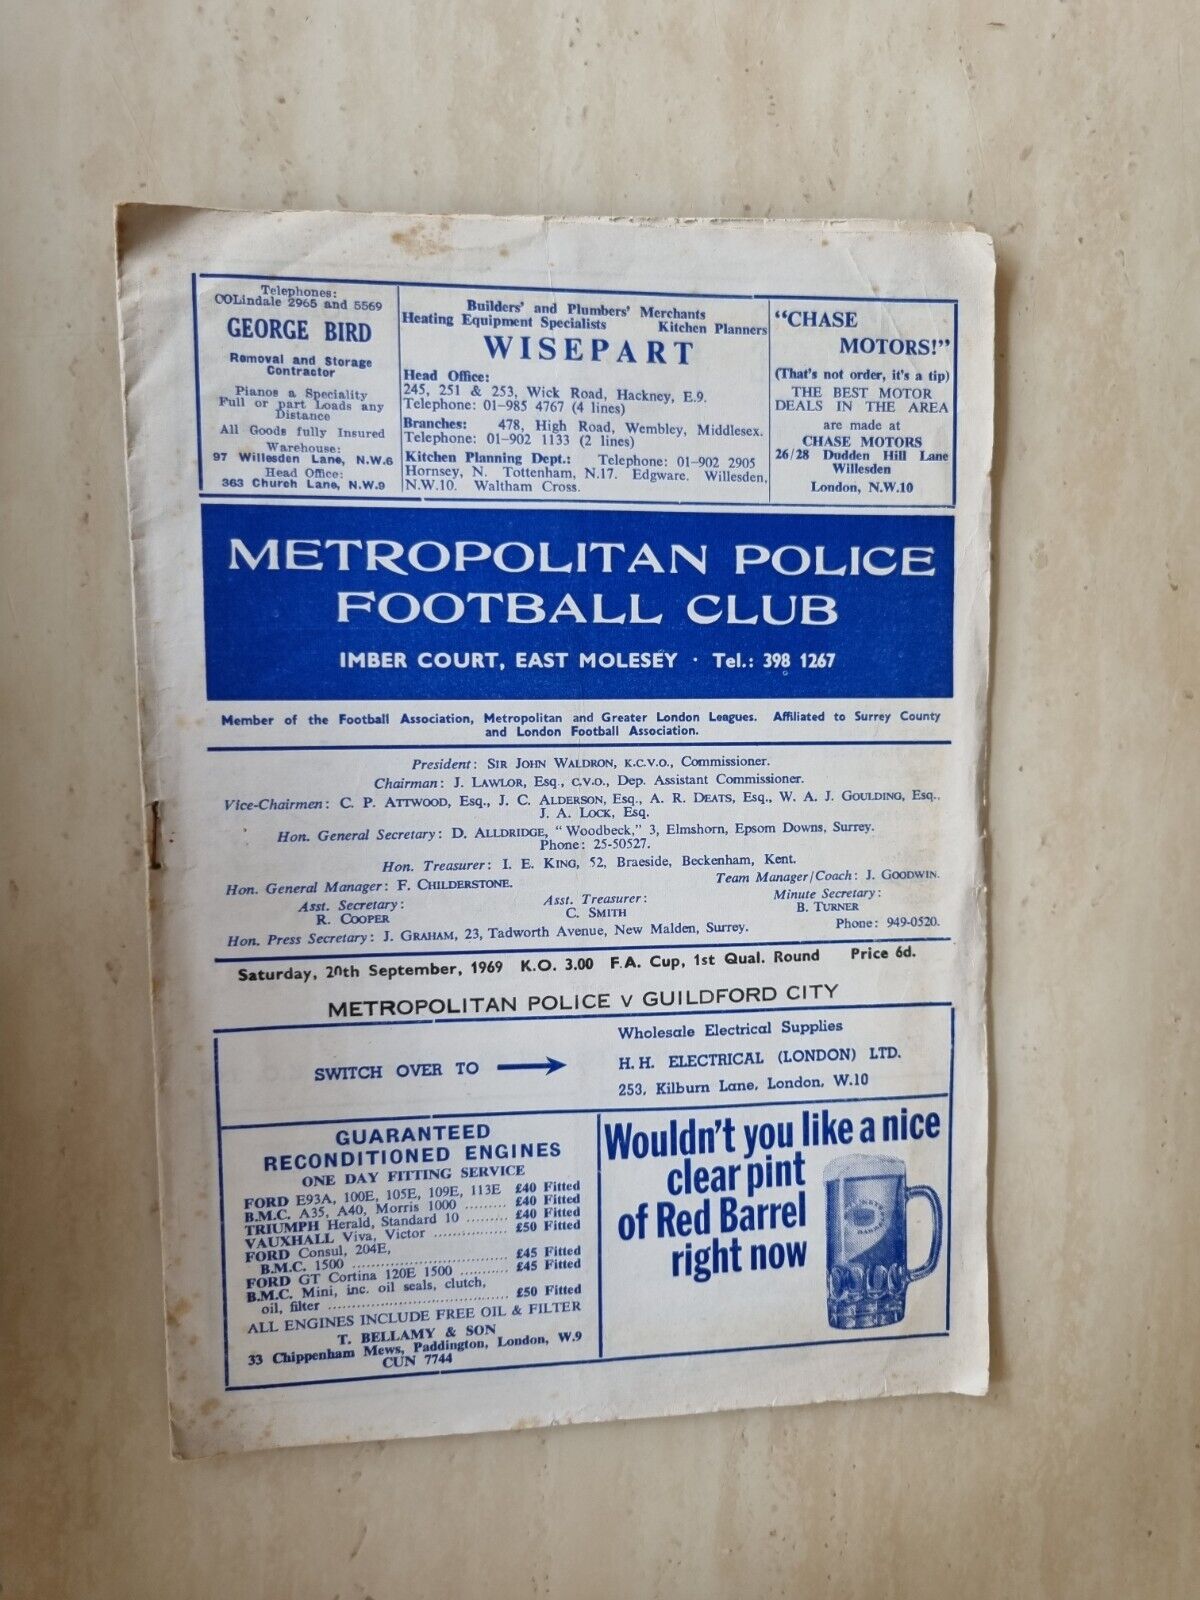 Telephones:
COLindale 2965 and 5569
GEORGE BIRD
Removal and Storage
Contractor
Pianos a Speciality
Full or part Loads any
Distance
All Goods fully Insured
Warehouse:
97 Willesden Lane, N.W.6
Head Office:
363 Church Lane, N.W.9
Builders' and Plumbers' Merchants
Heating Equipment Specialists Kitchen Planners
WISEPART
Head Office:
245, 251 & 253, Wick Road, Hackney, E.9.
Telephone: 01-985 4767 (4 lines)
Branches: 478, High Road, Wembley, Middlesex.
Telephone: 01-902 1133 (2 lines)
Kitchen Planning Dept.: Telephone: 01-902 2905
Hornsey, N. Tottenham, N.17. Edgware. Willesden,
N.W.10. Waltham Cross.
"CHASE
MOTORS!"
(That's not order, it's a tip)
THE BEST MOTOR
DEALS IN THE AREA
are made at
CHASE MOTORS
26/28 Dudden Hill Lane
Willesden
London, N.W.10
METROPOLITAN POLICE
FOOTBALL CLUB
IMBER COURT, EAST MOLESEY · Tel.: 398 1267
Member of the Football Association, Metropolitan and Greater London Leagues. Affiliated to Surrey County
and London Football Association.
President: SIR JOHN WALDRON, K.C.V.O., Commissioner.
Chairman: J. LAWLOR, Esq., C.V.O., Dep. Assistant Commissioner.
Vice-Chairmen: C. P. ATTWOOD, Esq., J. C. ALDERSON, Esq., A. R. DEATS, Esq., W. A. J. GOULDING, Esq.,
J. A. LOCK, Esq.
Hon. General Secretary: D. ALLDRIDGE, "Woodbeck," 3, Elmshorn, Epsom Downs, Surrey.
Phone: 25-50527.
Hon. Treasurer: I. E. KING, 52, Braeside, Beckenham, Kent.
Hon. General Manager: F. CHILDERSTONE. Team Manager/Coach: J. GOODWIN.
Asst. Secretary: Asst. Treasurer: Minute Secretary:
R. COOPER C. SMITH B. TURNER
Phone: 949-0520.
Hon. Press Secretary: J. GRAHAM, 23, Tadworth Avenue, New Malden, Surrey.
Saturday, 20th September, 1969 K.O. 3.00 F.A. Cup, 1st Qual. Round Price 6d.
METROPOLITAN POLICE v GUILDFORD CITY
SWITCH OVER TO
Wholesale Electrical Supplies
H. H. ELECTRICAL (LONDON) LTD.
253, Kilburn Lane, London, W.10
GUARANTEED
RECONDITIONED ENGINES
ONE DAY FITTING SERVICE
FORD E93A, 100E, 105E, 109E, 113E £40 Fitted
B.M.C. A35, A40, Morris 1000 ......... £40 Fitted
TRIUMPH Herald, Standard 10 ......... £40 Fitted
VAUXHALL Viva, Victor ................ £50 Fitted
FORD Consul, 204E,
B.M.C. 1500 ................................. £45 Fitted
FORD GT Cortina 120E 1500 ........... £45 Fitted
B.M.C. Mini, inc. oil seals, clutch,
oil, filter ....................................... £50 Fitted
ALL ENGINES INCLUDE FREE OIL & FILTER
T. BELLAMY & SON
33 Chippenham Mews, Paddington, London, W.9
CUN 7744
Wouldn't you like a nice
clear pint
of Red Barrel
right now